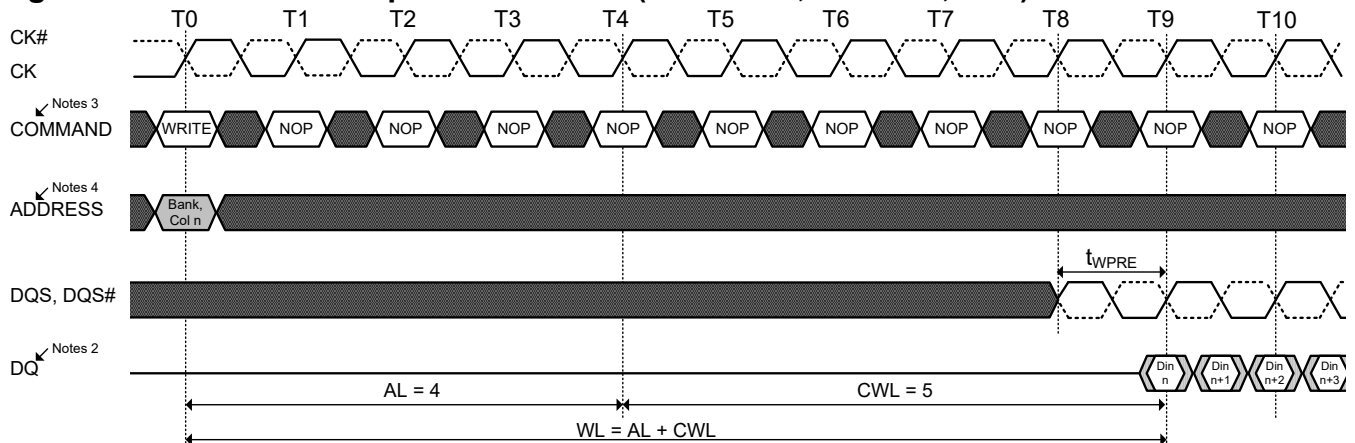 T0 T1 T2 T3 T4 T5 T6 T7 T8 T9 T10
CK#
CK
Notes 3
COMMAND WRITE NOP NOP NOP NOP NOP NOP NOP NOP NOP NOP
Notes 4
ADDRESS
Bank,
Col n
tWPRE
DQS, DQS#
Notes 2
DQ
Din n
Din n+1
Din n+2
Din n+3
AL = 4 CWL = 5
WL = AL + CWL